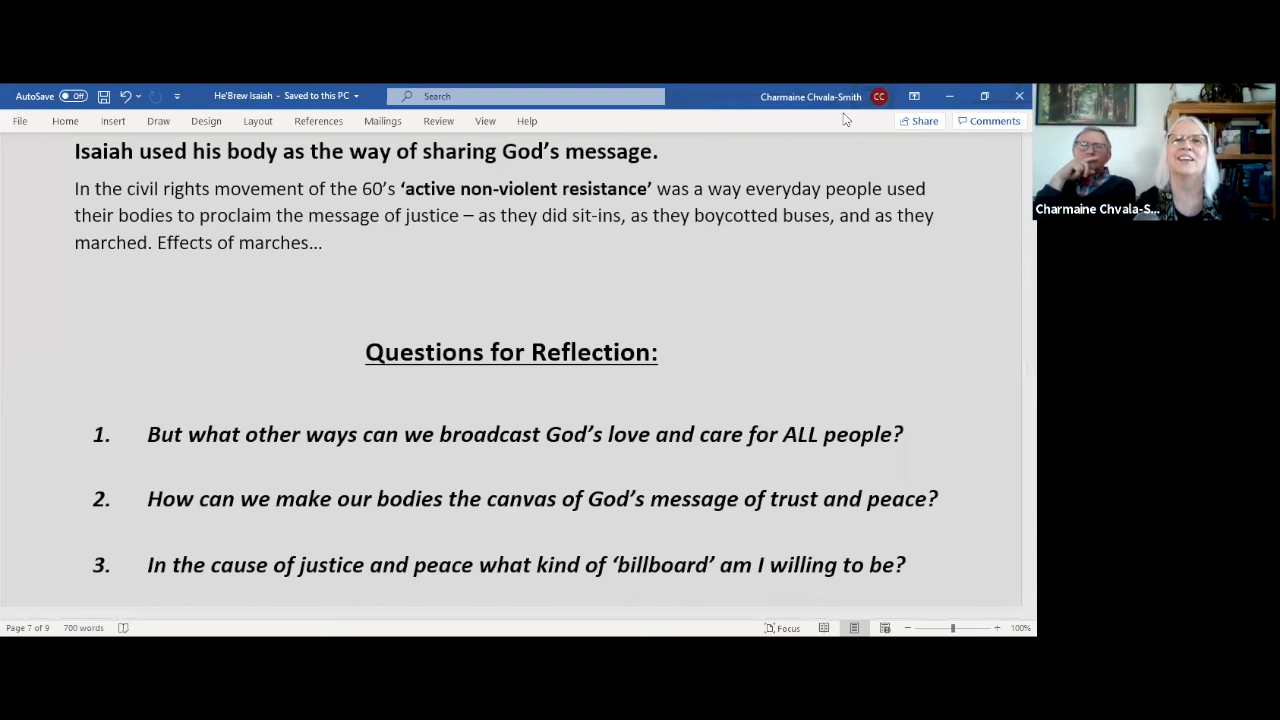 AutoSave Off He'Brew Isaiah - Saved to this PC Search Charmaine Chvala-Smith CC
File Home Insert Draw Design Layout References Mailings Review View Help Share Comments
Isaiah used his body as the way of sharing God's message.
In the civil rights movement of the 60's 'active non-violent resistance' was a way everyday people used
their bodies to proclaim the message of justice – as they did sit-ins, as they boycotted buses, and as they
marched. Effects of marches...
Questions for Reflection:
1. But what other ways can we broadcast God's love and care for ALL people?
2. How can we make our bodies the canvas of God's message of trust and peace?
3. In the cause of justice and peace what kind of 'billboard' am I willing to be?
Page 7 of 9 700 words Focus 100%
Charmaine Chvala-S...